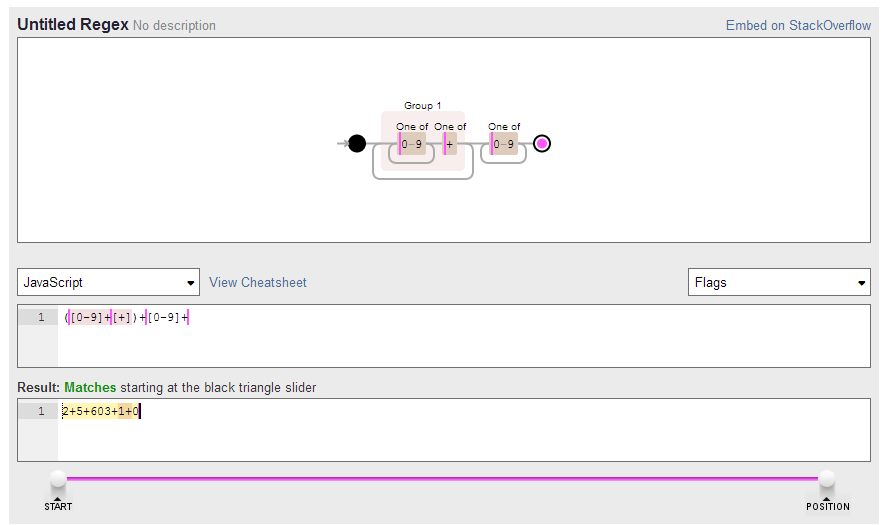 Untitled Regex No description Embed on StackOverflow
Group 1
One of One of One of
0-9 + 0-9
JavaScript View Cheatsheet Flags
1 ([0-9]+[+])+[0-9]+
Result: Matches starting at the black triangle slider
1 2+5+603+1+0
START POSITION